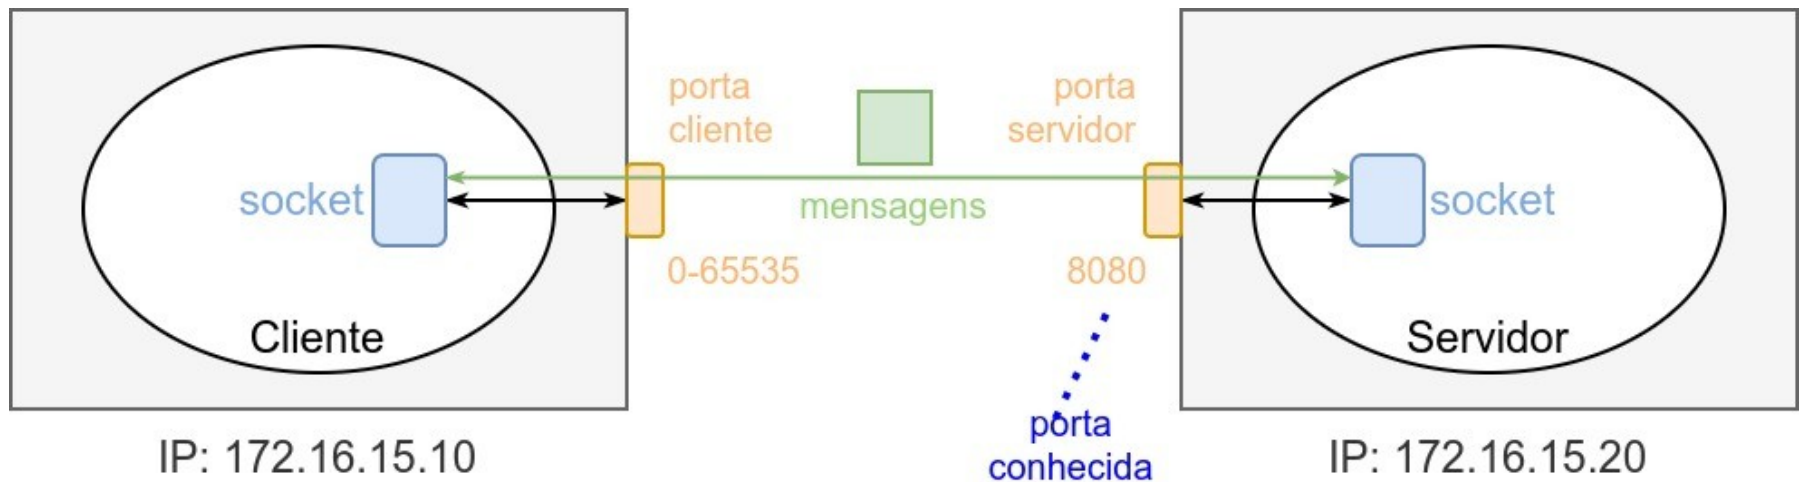 porta
cliente
porta
servidor
socket
mensagens
socket
0-65535
8080
Cliente
Servidor
porta
conhecida
IP: 172.16.15.10
IP: 172.16.15.20